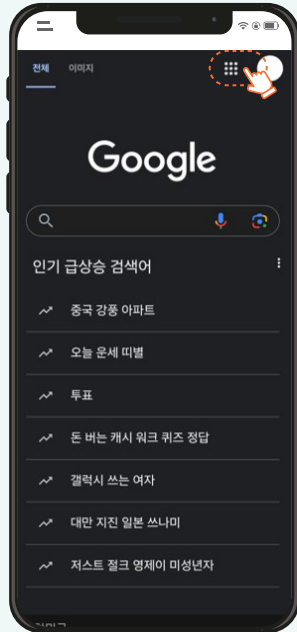 전체 이미지
Google
인기 급상승 검색어
중국 강풍 아파트
오늘 운세 띠별
투표
돈 버는 캐시 워크 퀴즈 정답
갤럭시 쓰는 여자
대만 지진 일본 쓰나미
저스트 절크 영제이 미성년자